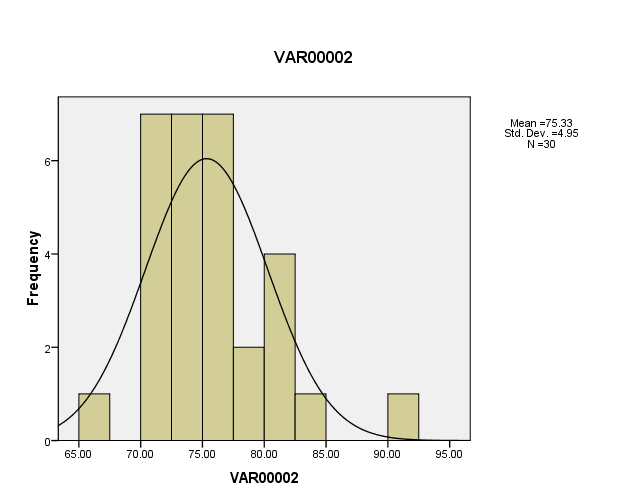 VAR00002
Mean =75.33
Std. Dev. =4.95
N =30
Frequency
6
4
2
0
65.00 70.00 75.00 80.00 85.00 90.00 95.00
VAR00002